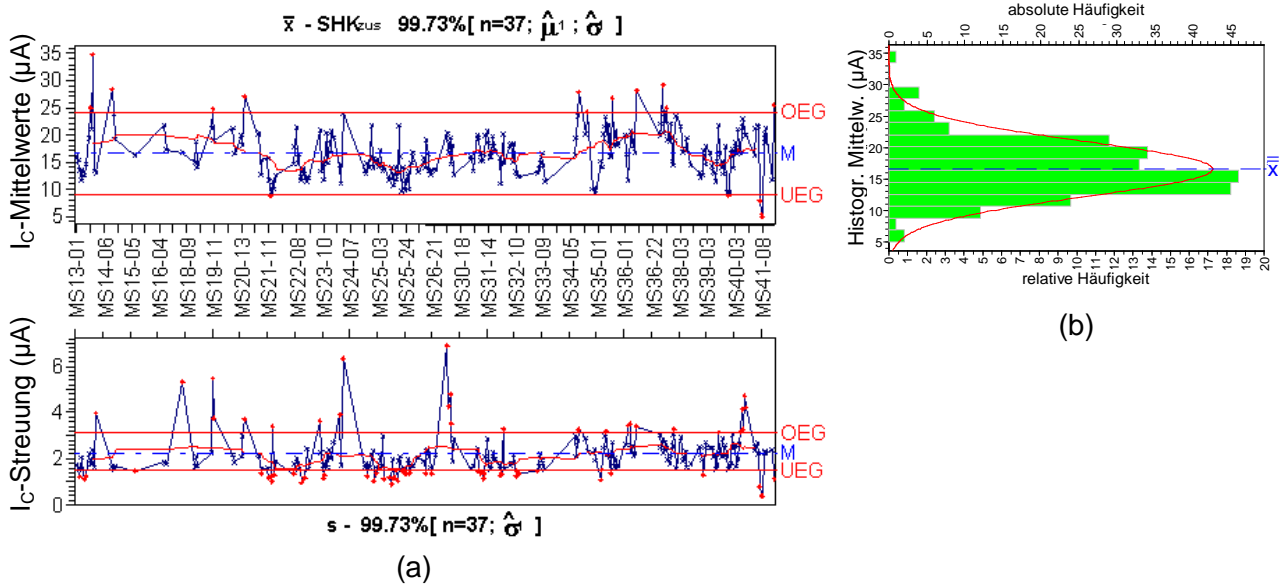 x̿ - SHKzus 99.73%[ n=37; μ̂¹ ; σ̂ ]
I_C-Mittelwerte (µA)
35
30
25
20
15
10
5
OEG
M
UEG
MS13-01
MS14-06
MS15-05
MS16-04
MS17-09
MS19-11
MS20-13
MS21-11
MS22-08
MS23-10
MS24-07
MS25-03
MS25-24
MS26-21
MS30-18
MS31-14
MS32-10
MS33-09
MS34-05
MS35-01
MS36-01
MS36-22
MS38-03
MS39-03
MS40-03
MS41-08
I_C-Streuung (µA)
6
4
2
0
OEG
M
UEG
s - 99.73%[ n=37; σ̂ ]
(a)
absolute Häufigkeit
0 5 10 15 20 25 30 35 40 45
Histogr. Mittelw. (µA)
35
30
25
20
15
10
5
x̿
0 1 2 3 4 5 6 7 8 9 10 11 12 13 14 15 16 17 18 19 20
relative Häufigkeit
(b)